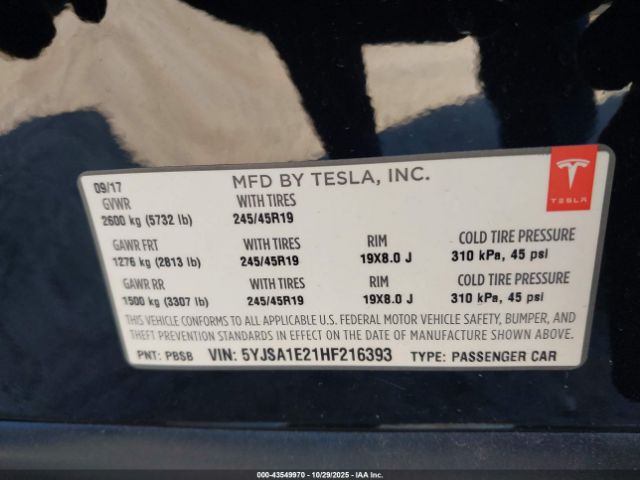 09/17 MFD BY TESLA, INC.
GVWR WITH TIRES
2600 kg (5732 lb) 245/45R19
TESLA
GAWR FRT WITH TIRES RIM COLD TIRE PRESSURE
1276 kg (2813 lb) 245/45R19 19X8.0 J 310 kPa, 45 psi
GAWR RR WITH TIRES RIM COLD TIRE PRESSURE
1500 kg (3307 lb) 245/45R19 19X8.0 J 310 kPa, 45 psi
THIS VEHICLE CONFORMS TO ALL APPLICABLE U.S. FEDERAL MOTOR VEHICLE SAFETY, BUMPER, AND
THEFT PREVENTION STANDARDS IN EFFECT ON THE DATE OF MANUFACTURE SHOWN ABOVE.
PNT: PBSB VIN: 5YJSA1E21HF216393 TYPE: PASSENGER CAR
000-43549970 - 10/29/2025 - IAAI.COM